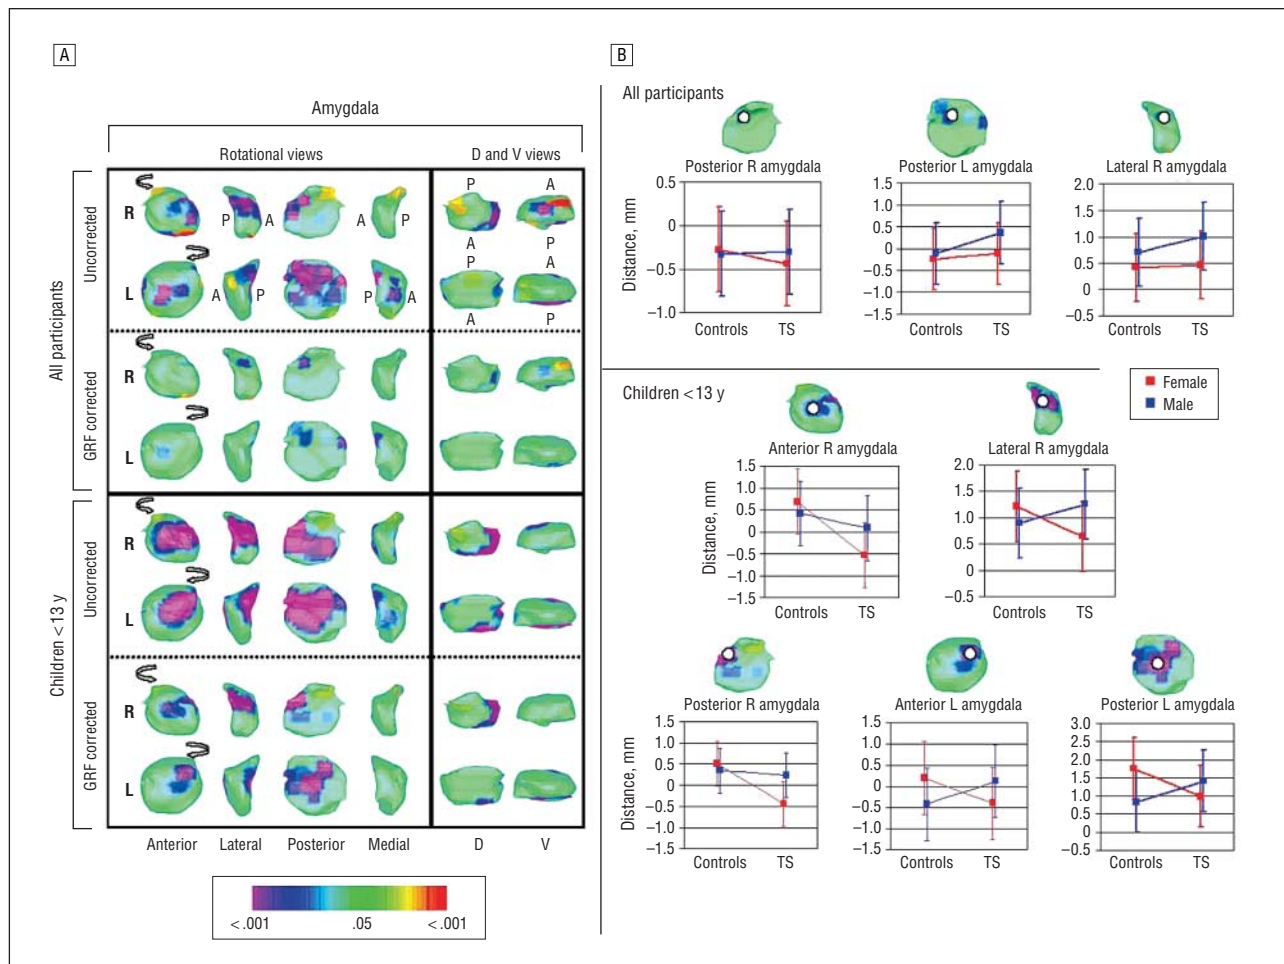 A
Amygdala
Rotational views
D and V views
All participants
Uncorrected
R
P
A
A
P
P
A
A
P
L
A
P
P
A
P
A
A
P
GRF corrected
R
L
Children <13 y
Uncorrected
R
L
GRF corrected
R
L
Anterior
Lateral
Posterior
Medial
D
V
<.001
.05
<.001
B
All participants
Posterior R amygdala
Distance, mm
0.5
0
−0.5
−1.0
Controls
TS
Posterior L amygdala
1.5
1.0
0.5
0
−0.5
−1.0
−1.5
Controls
TS
Lateral R amygdala
2.0
1.5
1.0
0.5
0
−0.5
Controls
TS
Children <13 y
Female
Male
Anterior R amygdala
Distance, mm
1.5
1.0
0.5
0
−0.5
−1.0
−1.5
Controls
TS
Lateral R amygdala
2.0
1.5
1.0
0.5
0
−0.5
Controls
TS
Posterior R amygdala
Distance, mm
1.5
1.0
0.5
0
−0.5
−1.0
−1.5
Controls
TS
Anterior L amygdala
1.5
1.0
0.5
0
−0.5
−1.0
−1.5
Controls
TS
Posterior L amygdala
3.0
2.5
2.0
1.5
1.0
0.5
0
−0.5
Controls
TS